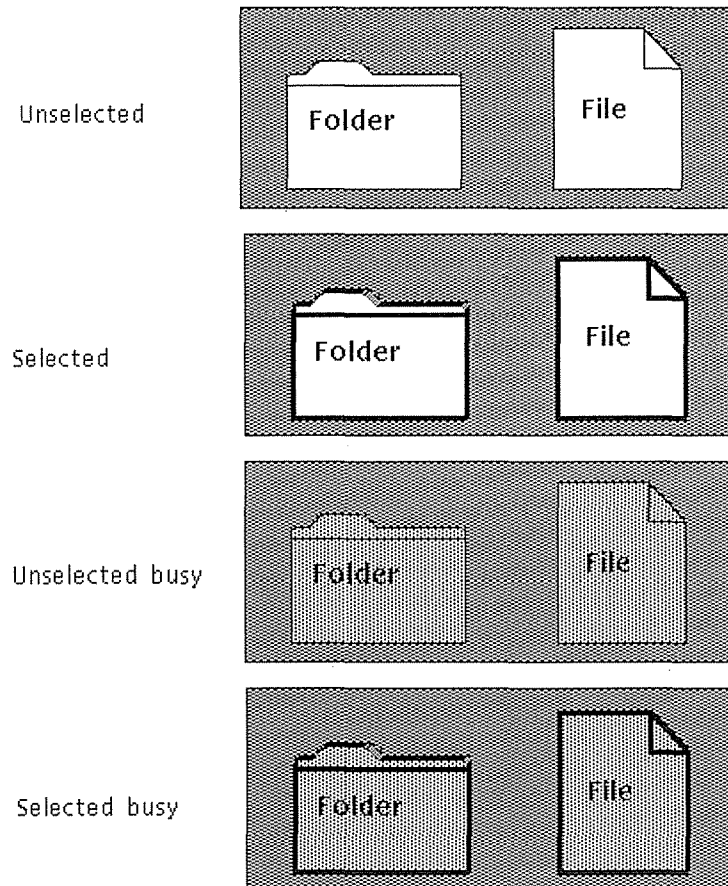 Unselected
Folder
File
Selected
Folder
File
Unselected busy
Folder
File
Selected busy
Folder
File